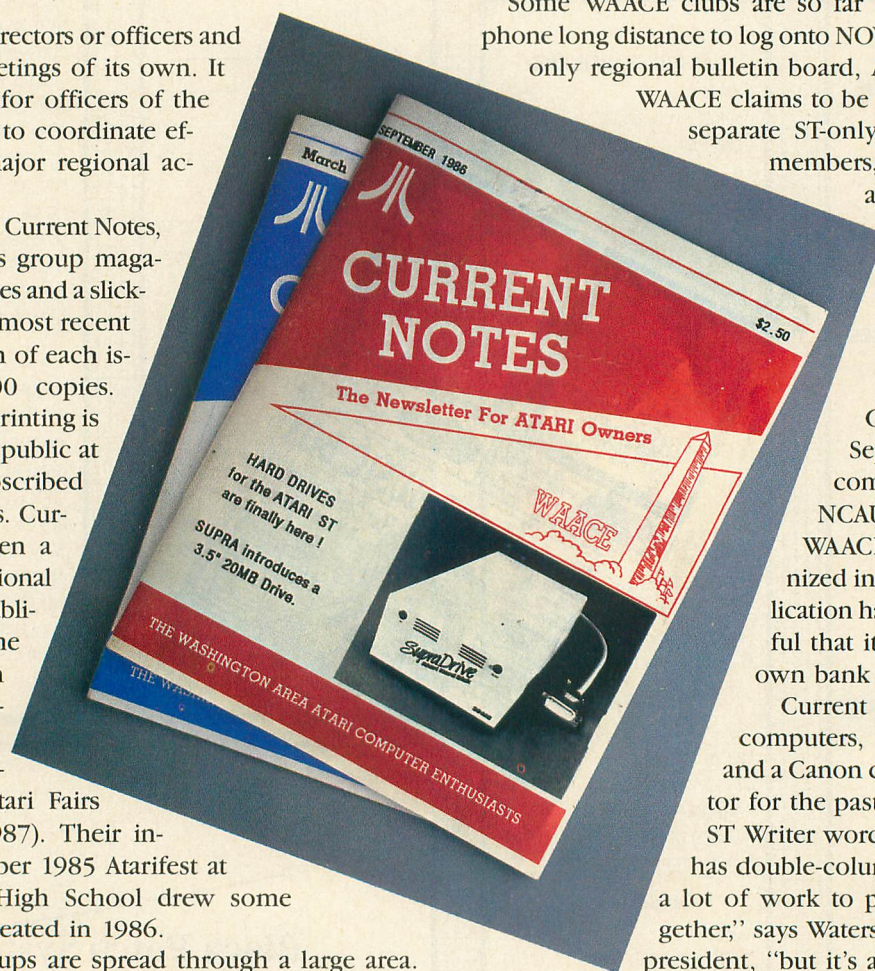 rectors or officers and
etings of its own. It
for officers of the
to coordinate ef-
ajor regional ac-
Current Notes,
s group maga-
es and a slick-
most recent
n of each is-
00 copies.
rinting is
public at
bscribed
s. Cur-
en a
ional
bli-
ne
tari Fairs
987). Their in-
ber 1985 Atarifest at
High School drew some
eated in 1986.
ups are spread through a large area.
March
THE WAS
SEPTEMBER 1986
CURRENT
NOTES
$2.50
The Newsletter For ATARI Owners
HARD DRIVES
for the ATARI ST
are finally here !
SUPRA introduces a
3.5" 20MB Drive.
WAACE
SupraDrive
THE WASHINGTON AREA ATARI COMPUTER ENTHUSIASTS
Some WAACE clubs are so far
phone long distance to log onto NOV
only regional bulletin board, A
WAACE claims to be
separate ST-only
members,
a
C
Se
com
NCAU
WAACE
nized in
lication ha
ful that it
own bank
Current
computers,
and a Canon c
tor for the past
ST Writer word
has double-colu
a lot of work to p
gether," says Waters
president, "but it's a